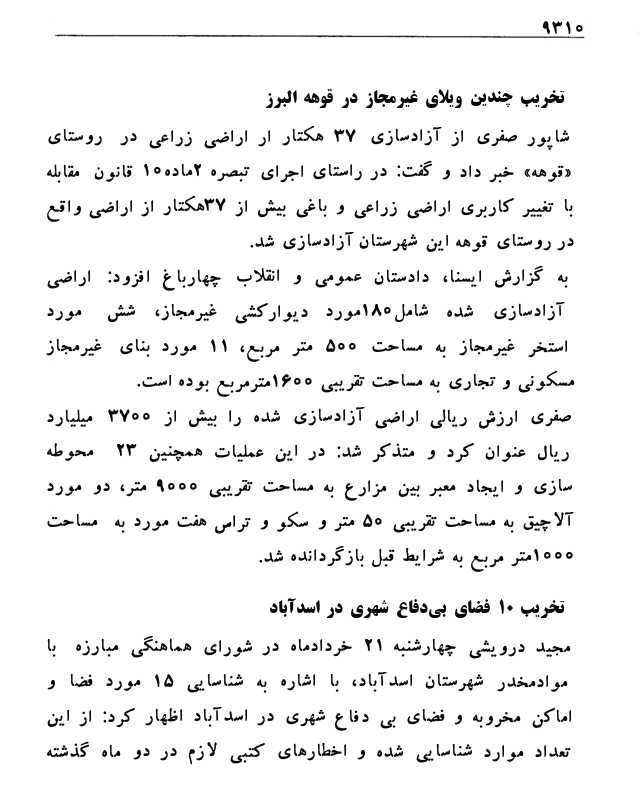 ۹۳۱۰
تخریب چندین ویلای غیرمجاز در قوهه البرز
شاپور صفری از آزادسازی ۳۷ هکتار ار اراضی زراعی در روستای
«قوهه» خبر داد و گفت: در راستای اجرای تبصره ۲ماده۱۰ قانون مقابله
با تغییر کاربری اراضی زراعی و باغی بیش از ۳۷هکتار از اراضی واقع
در روستای قوهه این شهرستان آزادسازی شد.
به گزارش ایسنا، دادستان عمومی و انقلاب چهارباغ افزود: اراضی
آزادسازی شده شامل۱۸۰مورد دیوارکشی غیرمجاز، شش مورد
استخر غیرمجاز به مساحت ۵۰۰ متر مربع، ۱۱ مورد بنای غیرمجاز
مسکونی و تجاری به مساحت تقریبی ۱۶۰۰مترمربع بوده است.
صفری ارزش ریالی اراضی آزادسازی شده را بیش از ۳۷۰۰ میلیارد
ریال عنوان کرد و متذکر شد: در این عملیات همچنین ۲۳ محوطه
سازی و ایجاد معبر بین مزارع به مساحت تقریبی ۹۰۰۰ متر، دو مورد
آلاچیق به مساحت تقریبی ۵۰ متر و سکو و تراس هفت مورد به مساحت
۱۰۰۰متر مربع به شرایط قبل بازگردانده شد.
تخریب ۱۰ فضای بی‌دفاع شهری در اسدآباد
مجید درویشی چهارشنبه ۲۱ خردادماه در شورای هماهنگی مبارزه با
موادمخدر شهرستان اسدآباد، با اشاره به شناسایی ۱۵ مورد فضا و
اماکن مخروبه و فضای بی دفاع شهری در اسدآباد اظهار کرد: از این
تعداد موارد شناسایی شده و اخطارهای کتبی لازم در دو ماه گذشته